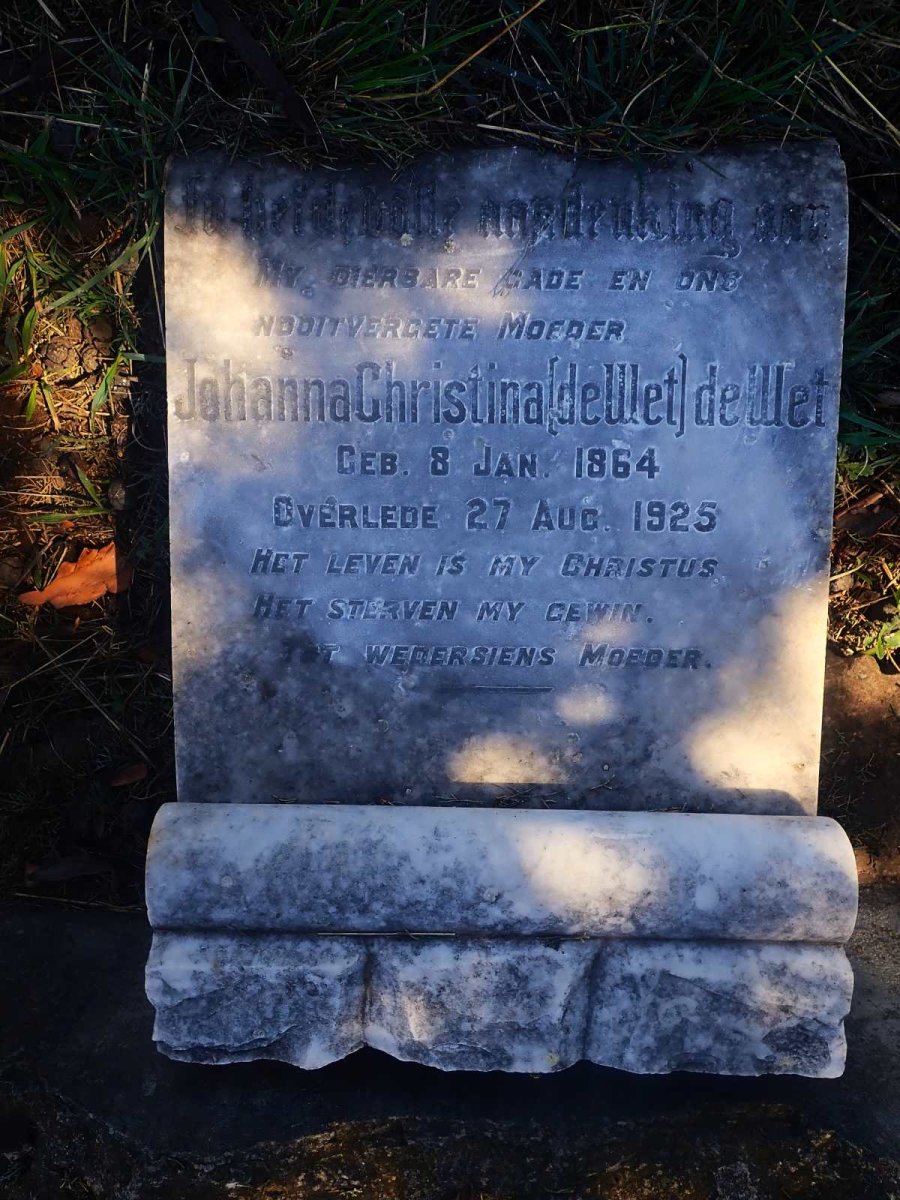 In liefdevolle aandenking aan
My, dierbare gade en ons
nooitvergete Moeder
Johanna Christina (de Wet) de Wet
Geb. 8 Jan. 1864
Overlede 27 Aug. 1925
Het leven is my Christus
Het sterven my gewin.
Tot wedersiens Moeder.